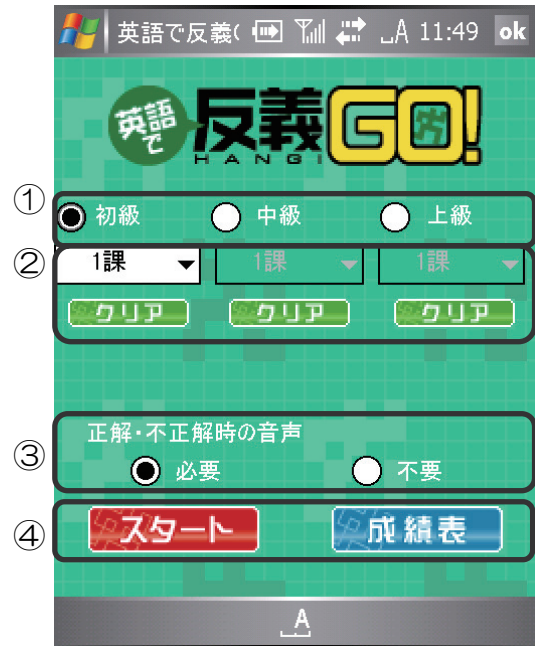 英語で反義( A 11:49 ok
英語で 反義GO!
HANGI
① 初級 中級 上級
② 1課 1課 1課
クリア クリア クリア
正解・不正解時の音声
③ 必要 不要
④ スタート 成績表
A